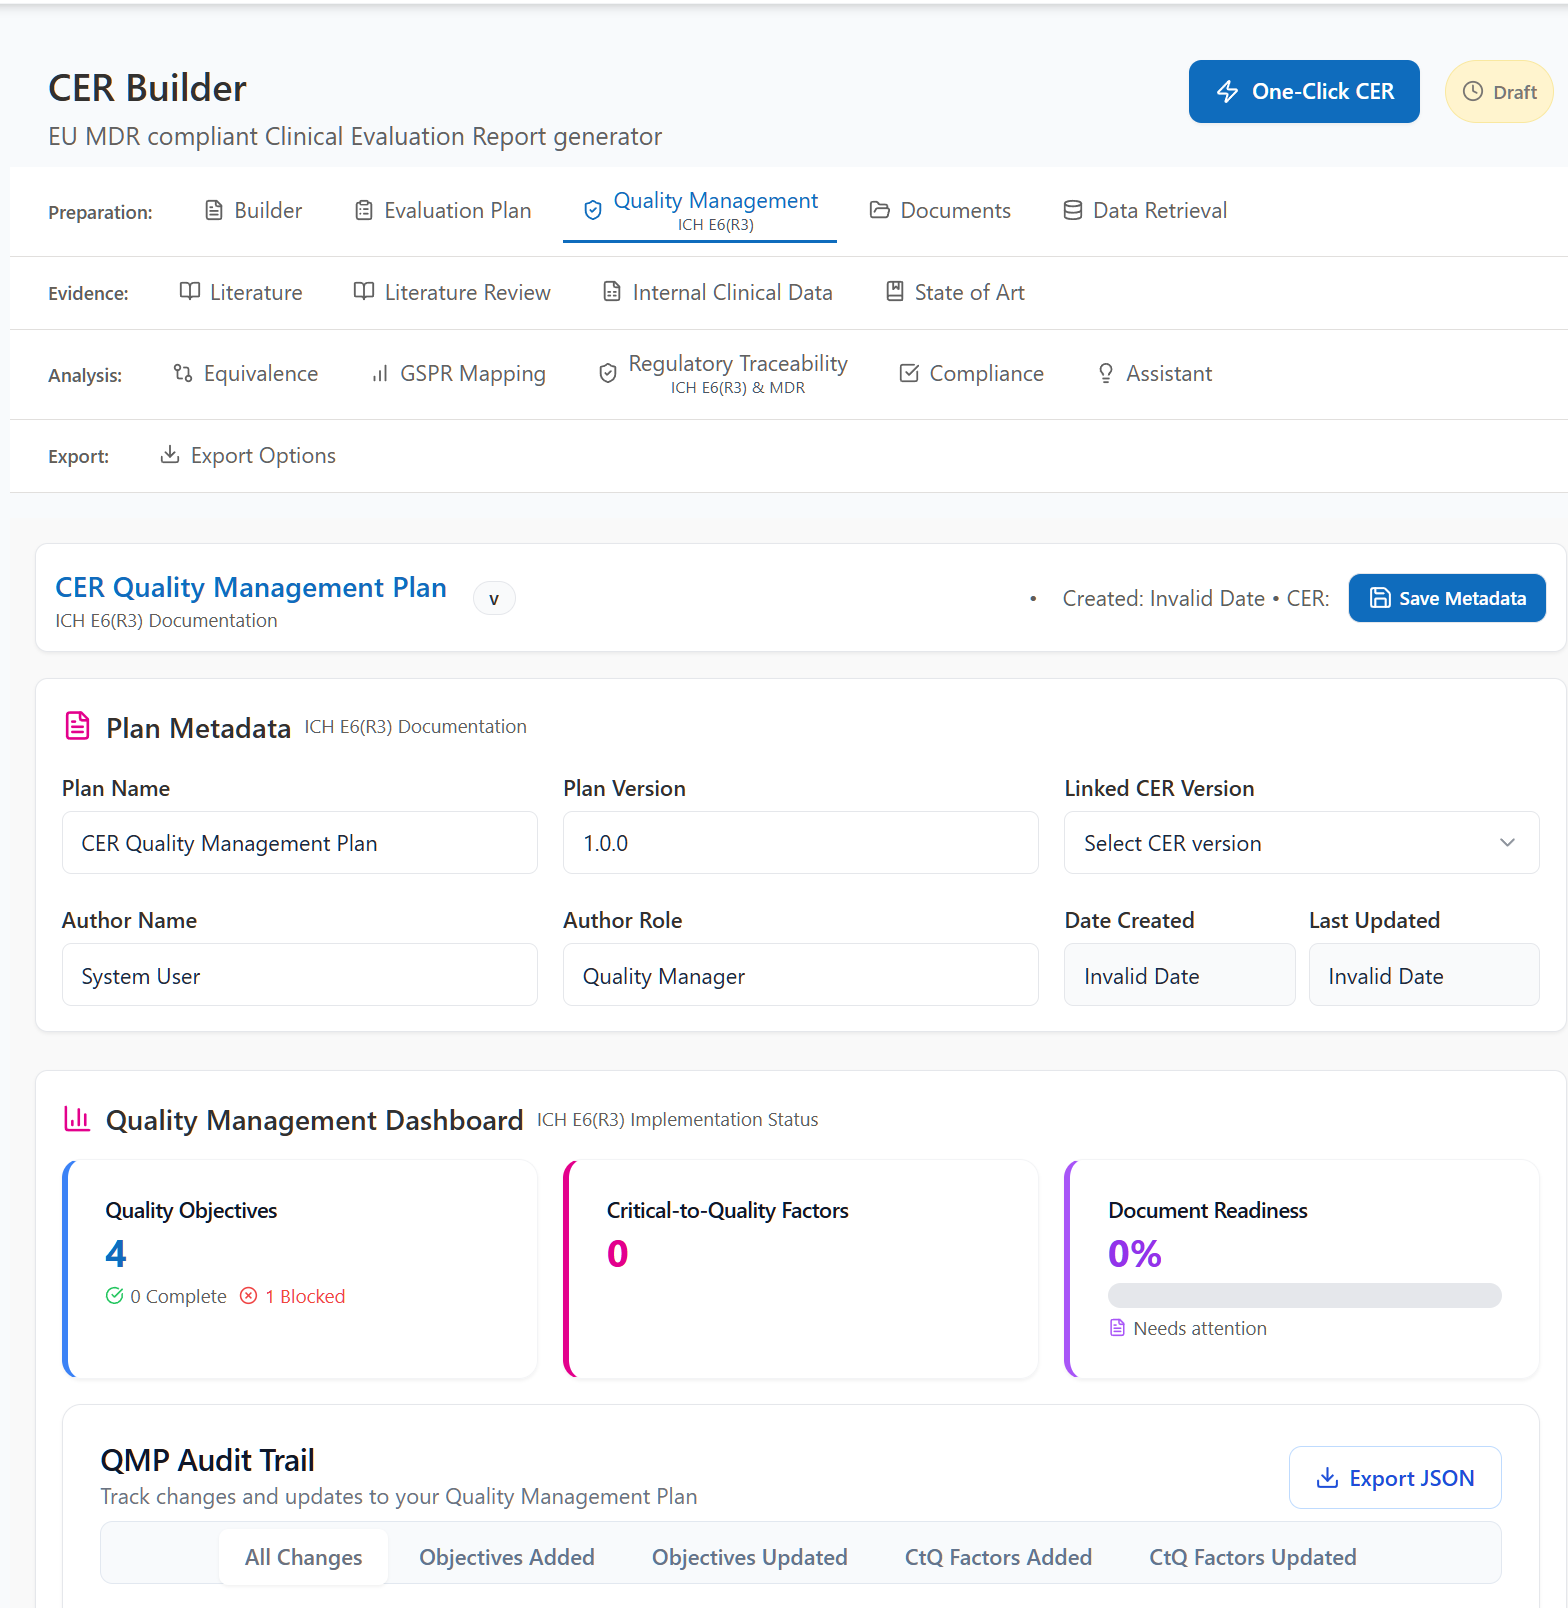 CER Builder
EU MDR compliant Clinical Evaluation Report generator
One-Click CER
Draft
Preparation:
Builder
Evaluation Plan
Quality Management
ICH E6(R3)
Documents
Data Retrieval
Evidence:
Literature
Literature Review
Internal Clinical Data
State of Art
Analysis:
Equivalence
GSPR Mapping
Regulatory Traceability
ICH E6(R3) & MDR
Compliance
Assistant
Export:
Export Options
CER Quality Management Plan
ICH E6(R3) Documentation
v
• Created: Invalid Date • CER:
Save Metadata
Plan Metadata
ICH E6(R3) Documentation
Plan Name
Plan Version
Linked CER Version
CER Quality Management Plan
1.0.0
Select CER version
Author Name
Author Role
Date Created
Last Updated
System User
Quality Manager
Invalid Date
Invalid Date
Quality Management Dashboard
ICH E6(R3) Implementation Status
Quality Objectives
4
0 Complete
1 Blocked
Critical-to-Quality Factors
0
Document Readiness
0%
Needs attention
QMP Audit Trail
Track changes and updates to your Quality Management Plan
Export JSON
All Changes
Objectives Added
Objectives Updated
CtQ Factors Added
CtQ Factors Updated